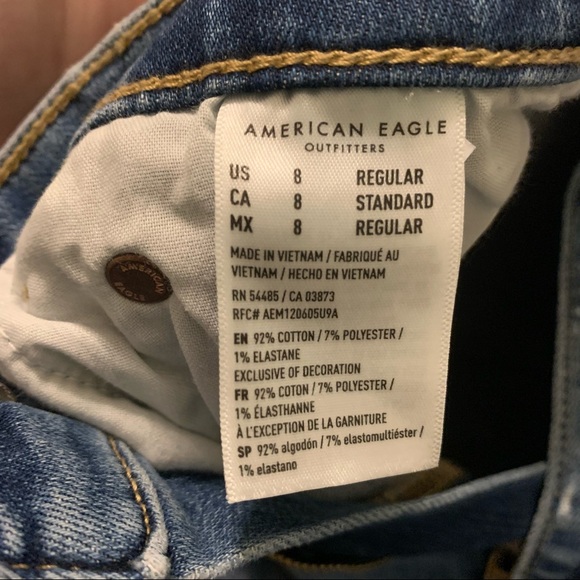 AMERICAN EAGLE
OUTFITTERS
US 8 REGULAR
CA 8 STANDARD
MX 8 REGULAR
MADE IN VIETNAM / FABRIQUÉ AU
VIETNAM / HECHO EN VIETNAM
RN 54485 / CA 03873
RFC# AEM120605U9A
EN 92% COTTON / 7% POLYESTER /
1% ELASTANE
EXCLUSIVE OF DECORATION
FR 92% COTON / 7% POLYESTER /
1% ÉLASTHANNE
À L'EXCEPTION DE LA GARNITURE
SP 92% algodón / 7% elastomultiéster /
1% elastano
AMERICAN
EAGLE